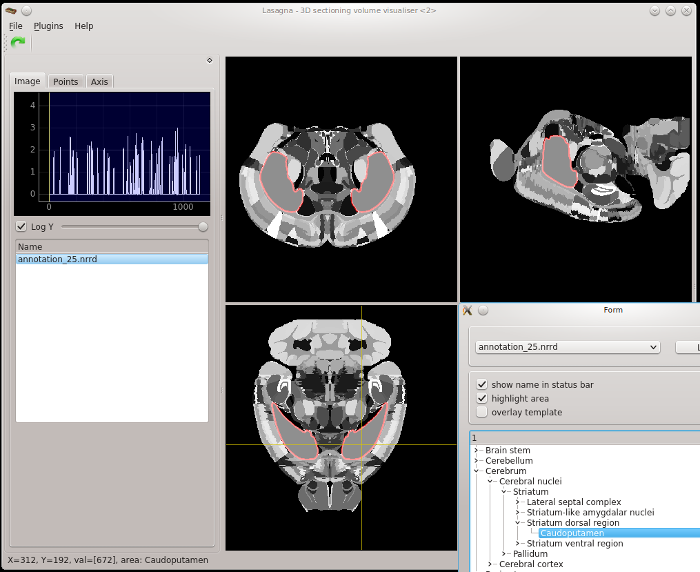 Lasagna - 3D sectioning volume visualiser <2>
File Plugins Help
Image Points Axis
4
3
2
1
0
0 1000
Log Y
Name
annotation_25.nrrd
Form
annotation_25.nrrd
L
show name in status bar
highlight area
overlay template
1
Brain stem
Cerebellum
Cerebrum
Cerebral nuclei
Striatum
Lateral septal complex
Striatum-like amygdalar nuclei
Striatum dorsal region
Caudoputamen
Striatum ventral region
Pallidum
Cerebral cortex
X=312, Y=192, val=[672], area: Caudoputamen